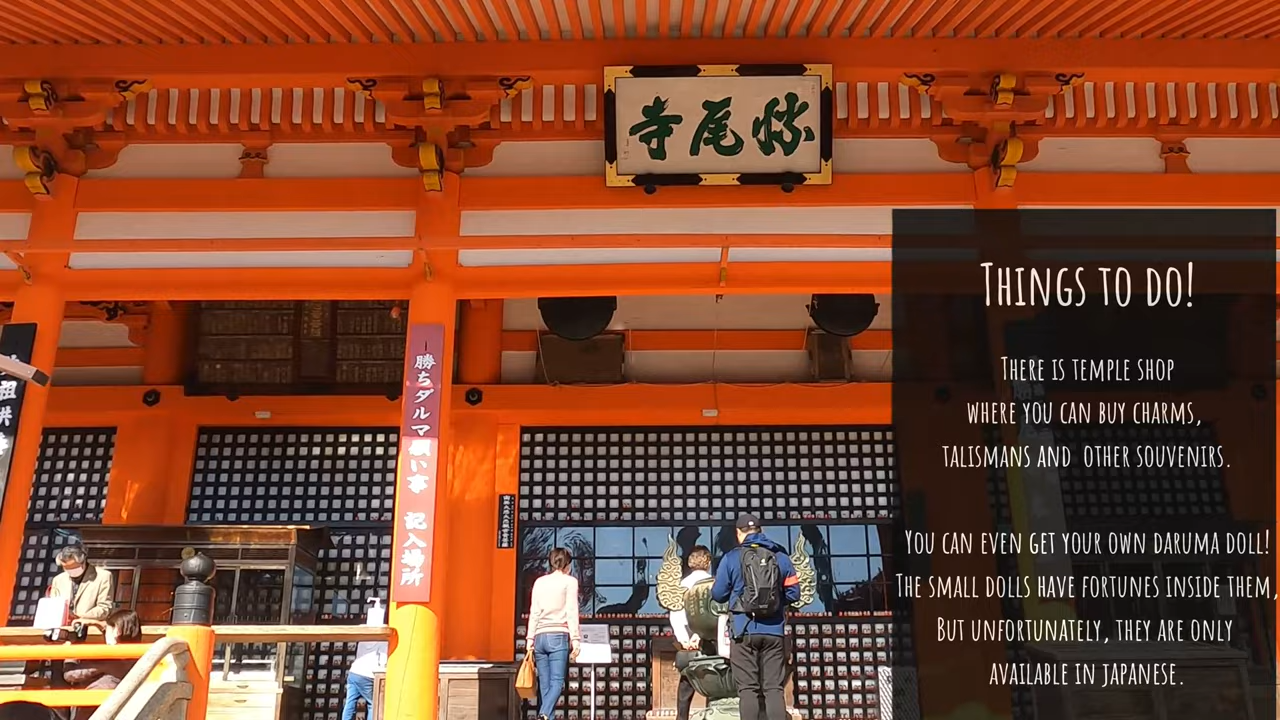 勝尾寺
勝ちダルマ願い事 記入場所
THINGS TO DO!
THERE IS TEMPLE SHOP
WHERE YOU CAN BUY CHARMS,
TALISMANS AND OTHER SOUVENIRS.
YOU CAN EVEN GET YOUR OWN DARUMA DOLL!
THE SMALL DOLLS HAVE FORTUNES INSIDE THEM,
BUT UNFORTUNATELY, THEY ARE ONLY
AVAILABLE IN JAPANESE.